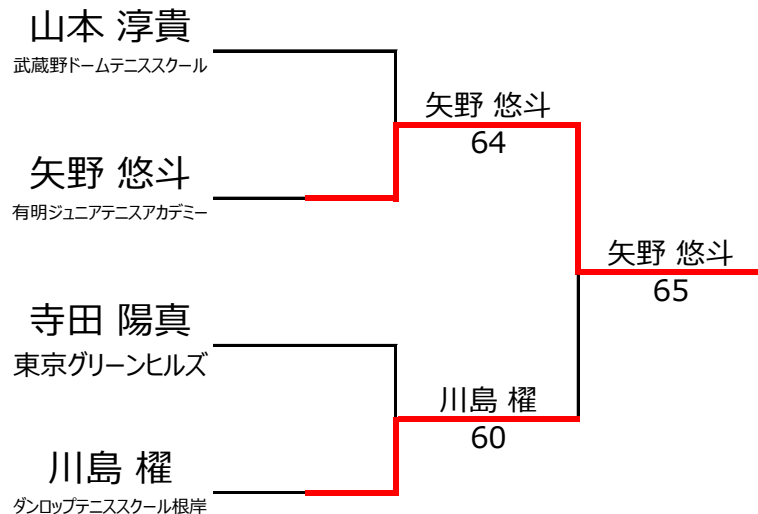 山本 淳貴
武蔵野ドームテニススクール
矢野 悠斗
64
矢野 悠斗
有明ジュニアテニスアカデミー
矢野 悠斗
65
寺田 陽真
東京グリーンヒルズ
川島 櫂
60
川島 櫂
ダンロップテニススクール根岸